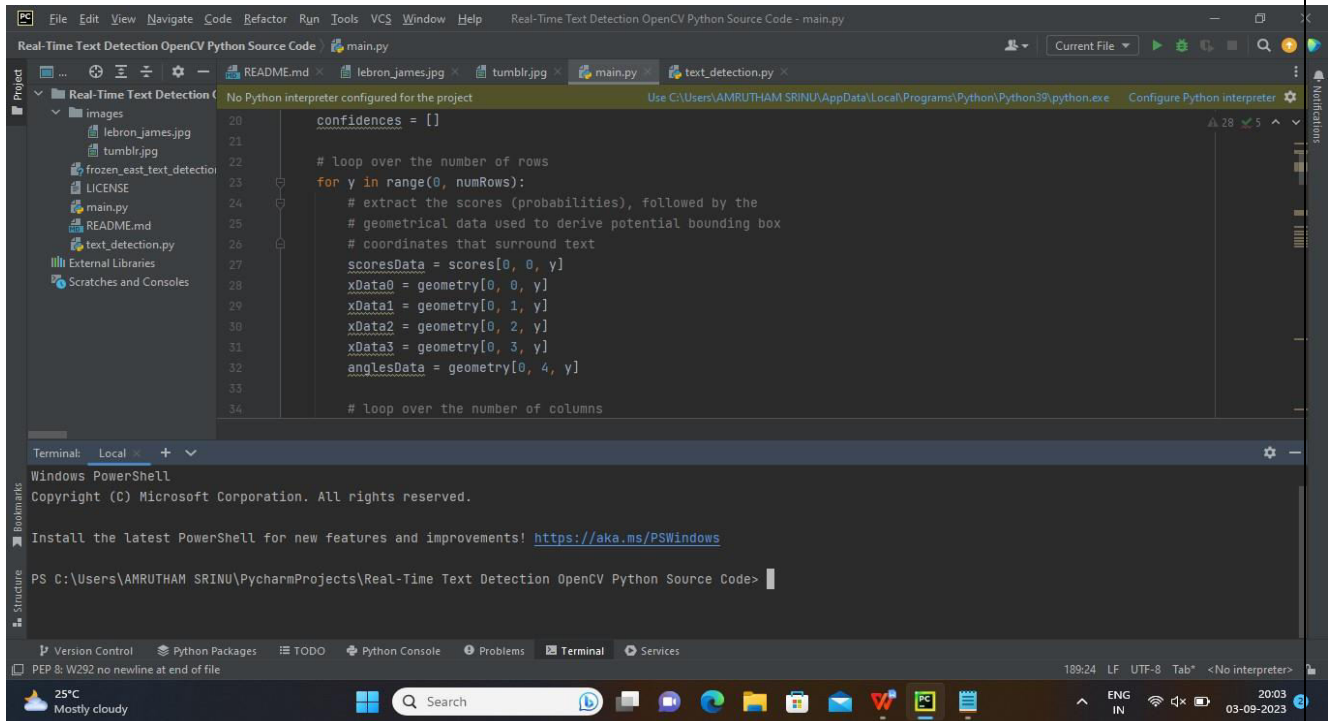 PC File Edit View Navigate Code Refactor Run Tools VCS Window Help Real-Time Text Detection OpenCV Python Source Code - main.py
Real-Time Text Detection OpenCV Python Source Code main.py Current File
Project ... README.md lebron_james.jpg tumblr.jpg main.py text_detection.py
Notifications
Real-Time Text Detection (
No Python interpreter configured for the project Use C:\Users\AMRUTHAM SRINU\AppData\Local\Programs\Python\Python39\python.exe Configure Python interpreter
images
lebron_james.jpg
tumblr.jpg
frozen_east_text_detectio
LICENSE
main.py
README.md
text_detection.py
External Libraries
Scratches and Consoles
28 5
20 confidences = []
21
22 # loop over the number of rows
23 for y in range(0, numRows):
24 # extract the scores (probabilities), followed by the
25 # geometrical data used to derive potential bounding box
26 # coordinates that surround text
27 scoresData = scores[0, 0, y]
28 xData0 = geometry[0, 0, y]
29 xData1 = geometry[0, 1, y]
30 xData2 = geometry[0, 2, y]
31 xData3 = geometry[0, 3, y]
32 anglesData = geometry[0, 4, y]
33
34 # loop over the number of columns
Terminal: Local
Windows PowerShell
Copyright (C) Microsoft Corporation. All rights reserved.
Install the latest PowerShell for new features and improvements! https://aka.ms/PSWindows
PS C:\Users\AMRUTHAM SRINU\PycharmProjects\Real-Time Text Detection OpenCV Python Source Code>
Bookmarks
Structure
Version Control Python Packages TODO Python Console Problems Terminal Services
PEP 8: W292 no newline at end of file 189:24 LF UTF-8 Tab* <No interpreter>
25°C
Mostly cloudy
Search
ENG
IN
20:03
03-09-2023
2